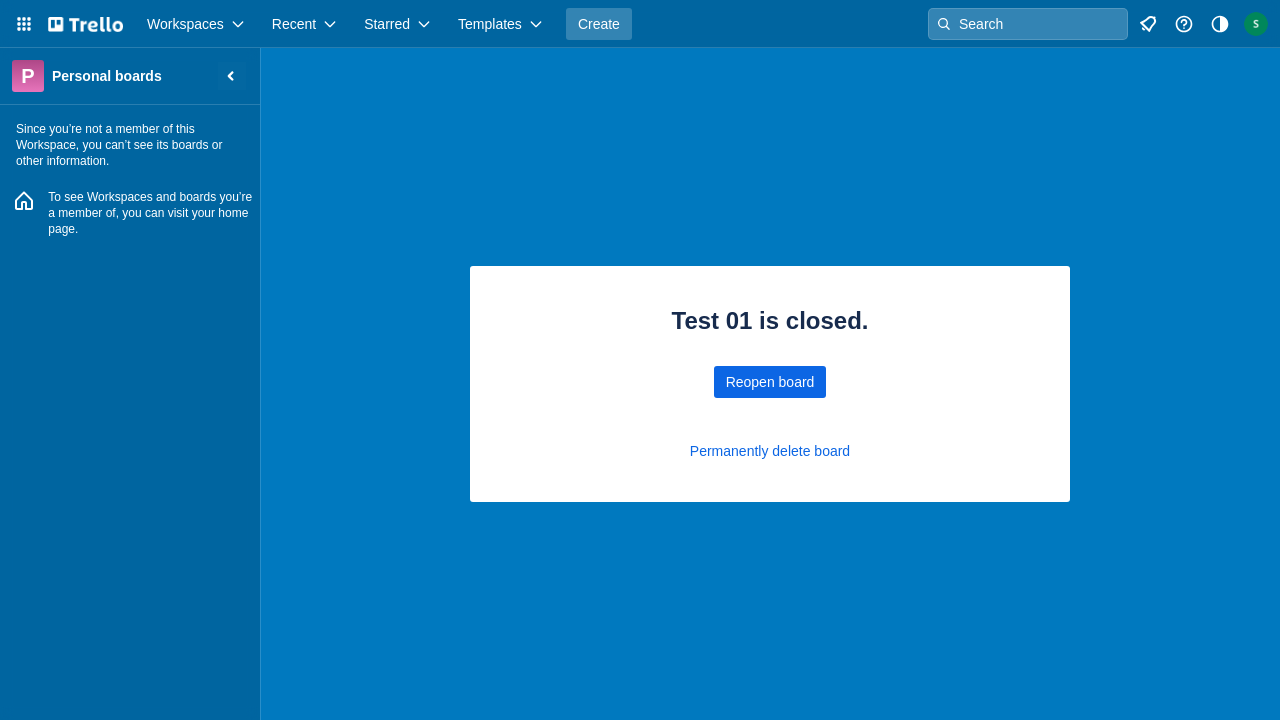 Trello
Workspaces
Recent
Starred
Templates
Create
Search
S
P
Personal boards
Since you're not a member of this
Workspace, you can't see its boards or
other information.
To see Workspaces and boards you're
a member of, you can visit your home
page.
Test 01 is closed.
Reopen board
Permanently delete board